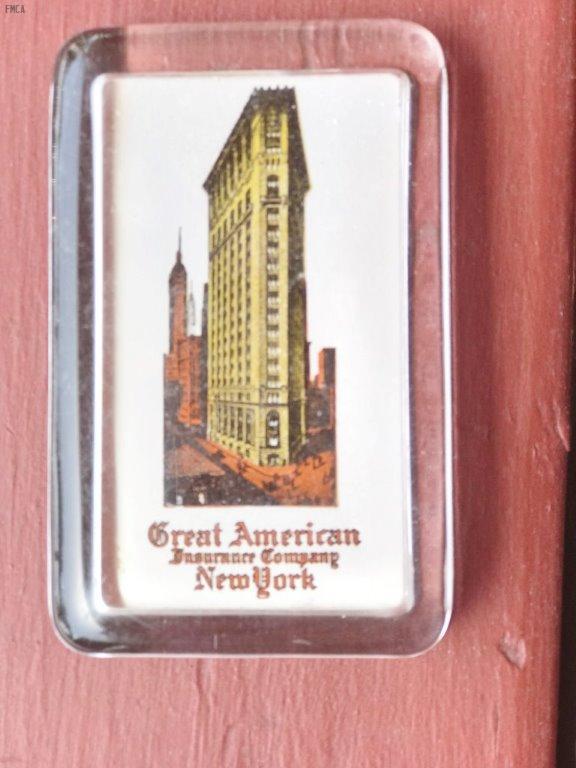 FMCA
Great American
Insurance Company
New York